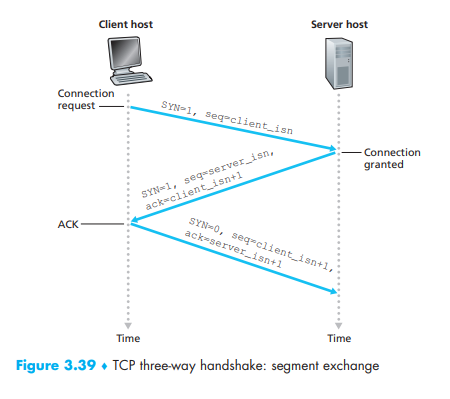 Client host
Server host
Connection
request
SYN=1, seq=client_isn
Connection
granted
SYN=1, seq=server_isn,
ack=client_isn+1
ACK
SYN=0, seq=client_isn+1,
ack=server_isn+1
Time
Time
Figure 3.39 ♦ TCP three-way handshake: segment exchange